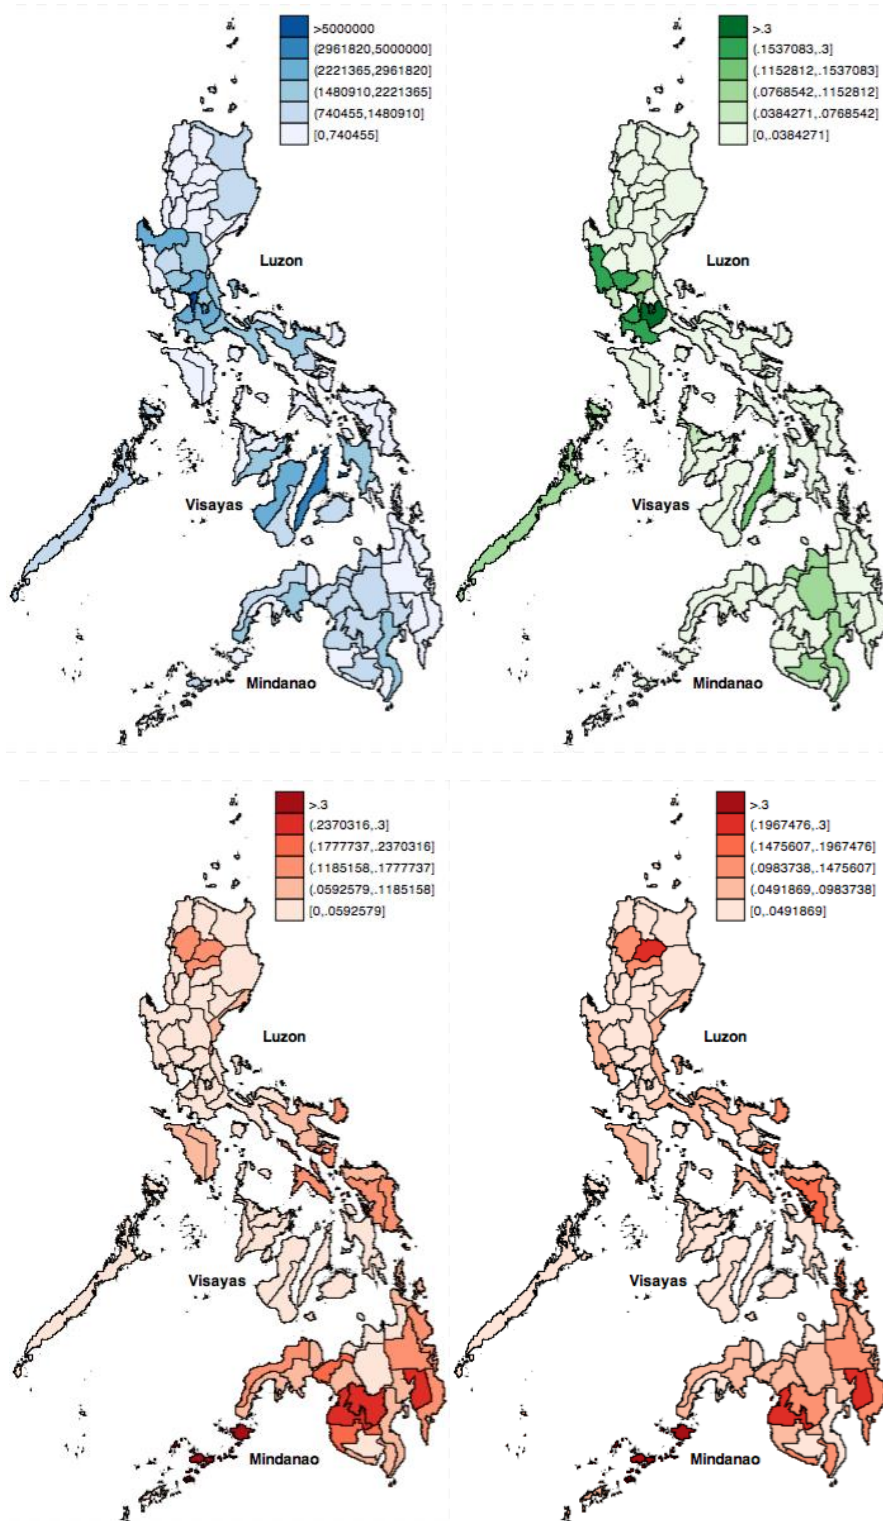 >5000000
(2961820,5000000]
(2221365,2961820]
(1480910,2221365]
(740455,1480910]
[0,740455]
Luzon
Visayas
Mindanao
>.3
(.1537083,.3]
(.1152812,.1537083]
(.0768542,.1152812]
(.0384271,.0768542]
[0,.0384271]
Luzon
Visayas
Mindanao
>.3
(.2370316,.3]
(.1777737,.2370316]
(.1185158,.1777737]
(.0592579,.1185158]
[0,.0592579]
Luzon
Visayas
Mindanao
>.3
(.1967476,.3]
(.1475607,.1967476]
(.0983738,.1475607]
(.0491869,.0983738]
[0,.0491869]
Luzon
Visayas
Mindanao